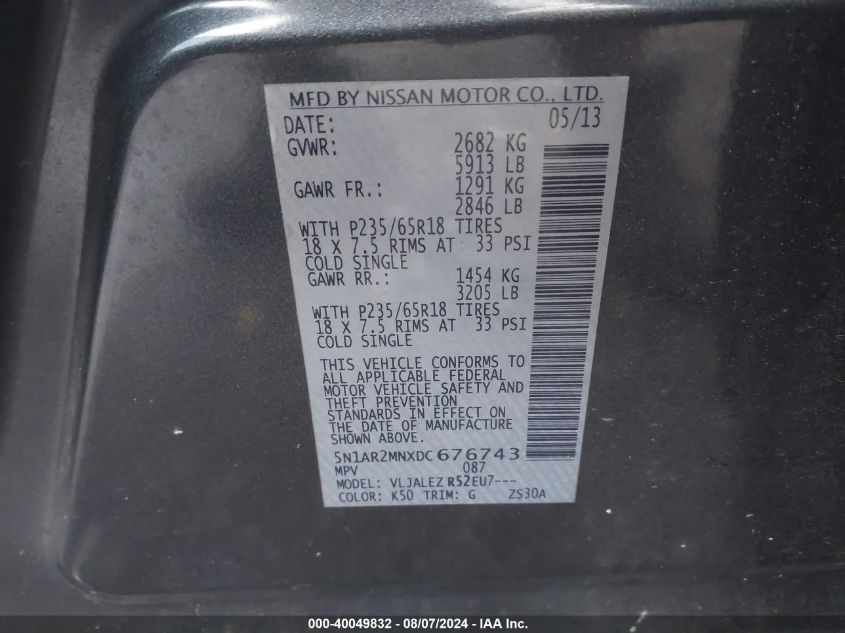 MFD BY NISSAN MOTOR CO., LTD.
DATE: 05/13
GVWR: 2682 KG
5913 LB
GAWR FR.: 1291 KG
2846 LB
WITH P235/65R18 TIRES
18 X 7.5 RIMS AT 33 PSI
COLD SINGLE
GAWR RR.: 1454 KG
3205 LB
WITH P235/65R18 TIRES
18 X 7.5 RIMS AT 33 PSI
COLD SINGLE
THIS VEHICLE CONFORMS TO
ALL APPLICABLE FEDERAL
MOTOR VEHICLE SAFETY AND
THEFT PREVENTION
STANDARDS IN EFFECT ON
THE DATE OF MANUFACTURE
SHOWN ABOVE.
5N1AR2MNXDC676743
MPV 087
MODEL: VLJALEZ R52EU7---
COLOR: K50 TRIM: G ZS30A
000-40049832 - 08/07/2024 - VLJ, Inc.